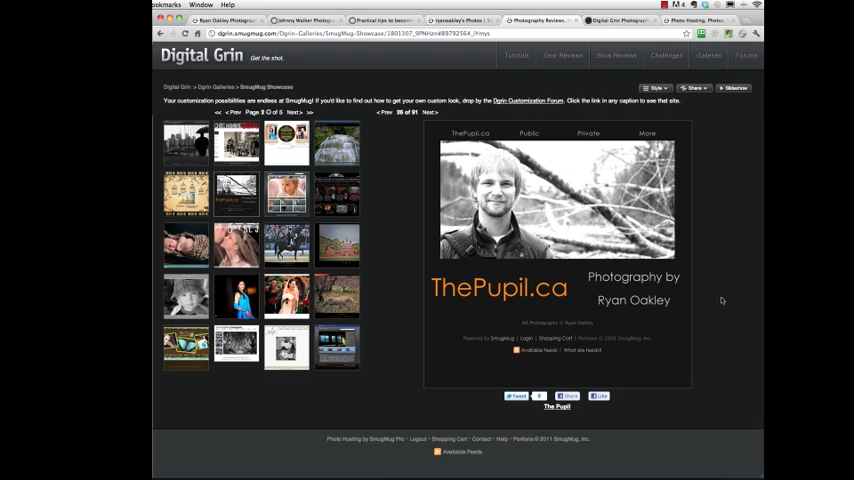 ookmarks Window Help
Ryan Oakley Photograph
Johnny Walker Photograph
Practical tips to become
ryanoakley's Photos | S
Photography Reviews,
Digital Grin Photograph
Photo Hosting. Photos,
dgrin.smugmug.com/Dgrin-Galleries/SmugMug-Showcase/1801307_9PNHzn#89792564_iYmys
Digital Grin Get the shot.
Tutorials Gear Reviews Book Reviews Challenges Galleries Forums
Digital Grin > Dgrin Galleries > SmugMug Showcase
Style Share Slideshow
Your customization possibilities are endless at SmugMug! If you'd like to find out how to get your own custom look, drop by the Dgrin Customization Forum. Click the link in any caption to see that site.
<< < Prev Page 2 of 5 Next > >>
< Prev 26 of 91 Next >
ThePupil.ca Public Private More
ThePupil.ca
Photography by
Ryan Oakley
All Photographs © Ryan Oakley
Powered by SmugMug | Login | Shopping Cart | Portions © 2008 SmugMug, Inc.
Available Feeds | What are feeds?
Tweet 0 Share Like
The Pupil
Photo Hosting by SmugMug Pro · Logout · Shopping Cart · Contact · Help · Portions © 2011 SmugMug, Inc.
Available Feeds